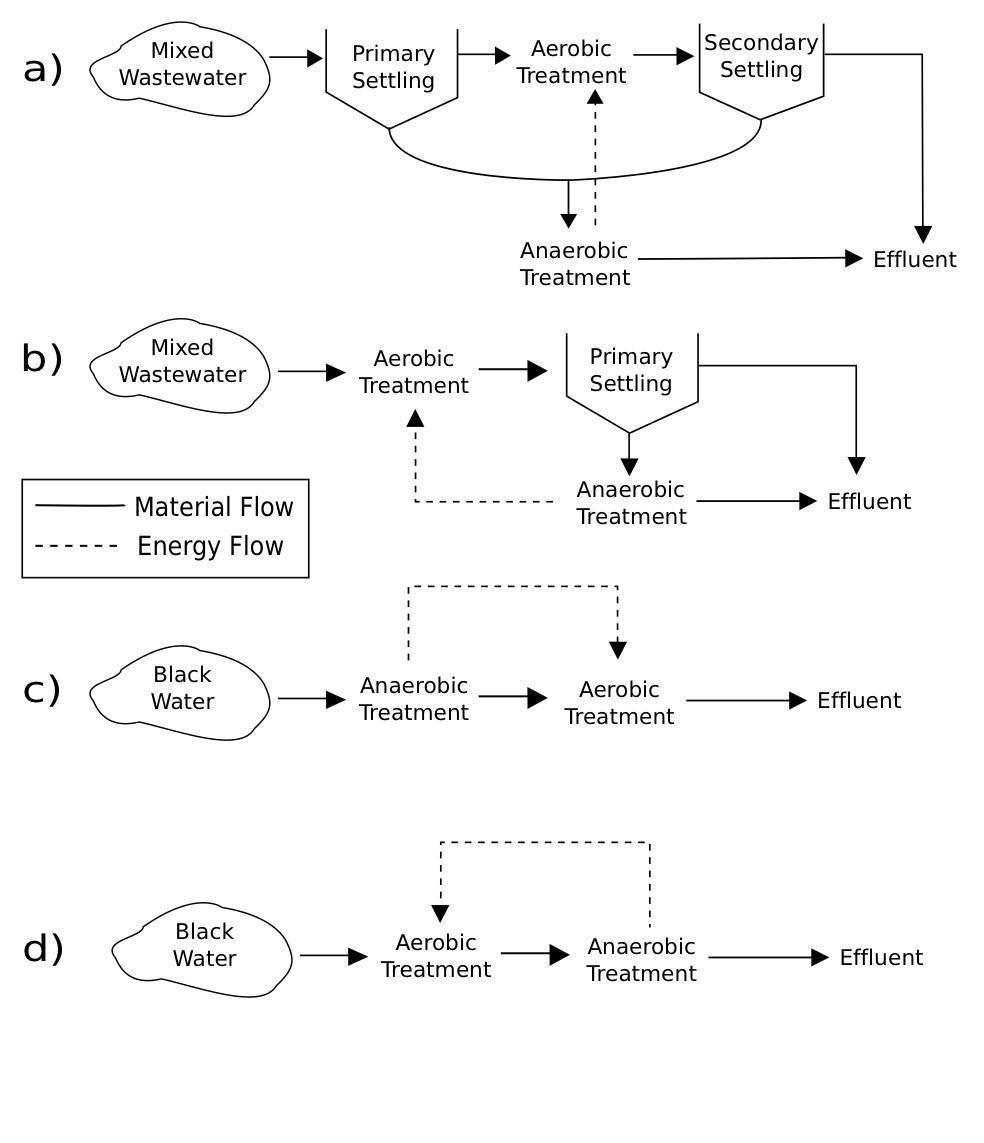 a)
Mixed
Wastewater
Primary
Settling
Aerobic
Treatment
Secondary
Settling
Anaerobic
Treatment
Effluent
b)
Mixed
Wastewater
Aerobic
Treatment
Primary
Settling
Anaerobic
Treatment
Effluent
Material Flow
Energy Flow
c)
Black
Water
Anaerobic
Treatment
Aerobic
Treatment
Effluent
d)
Black
Water
Aerobic
Treatment
Anaerobic
Treatment
Effluent